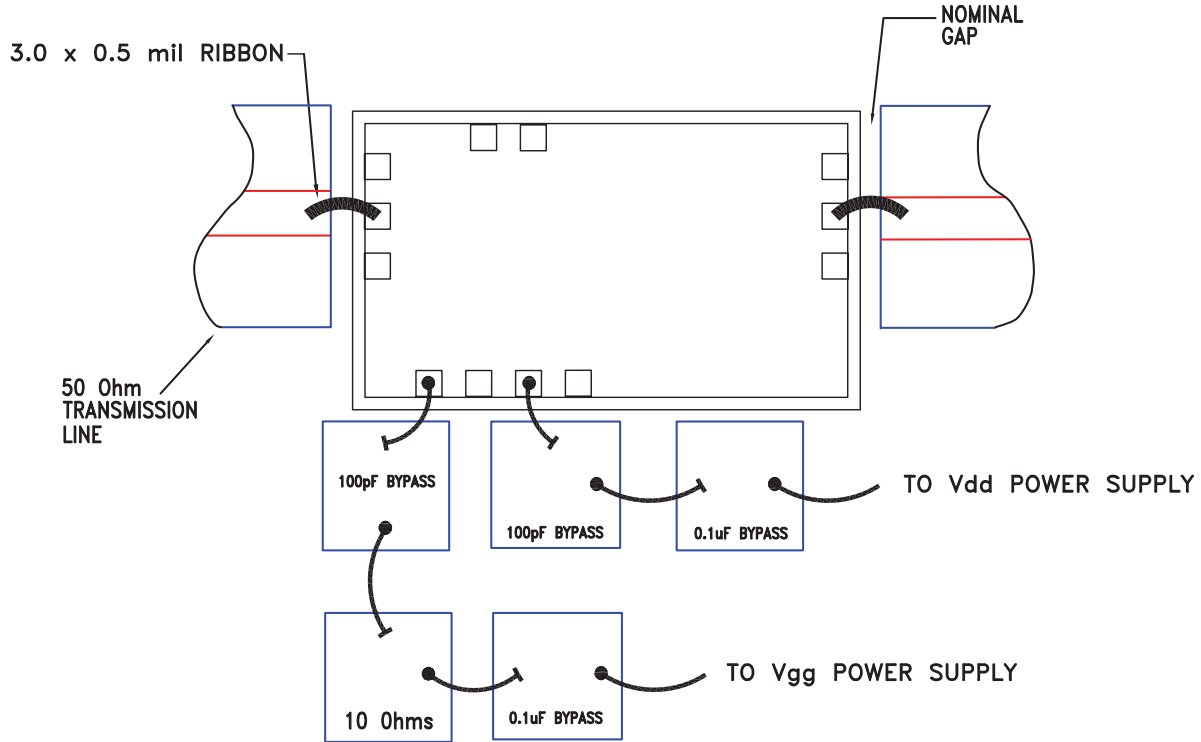 NOMINAL
GAP
3.0 x 0.5 mil RIBBON
50 Ohm
TRANSMISSION
LINE
100pF BYPASS
100pF BYPASS
0.1uF BYPASS
TO Vdd POWER SUPPLY
10 Ohms
0.1uF BYPASS
TO Vgg POWER SUPPLY